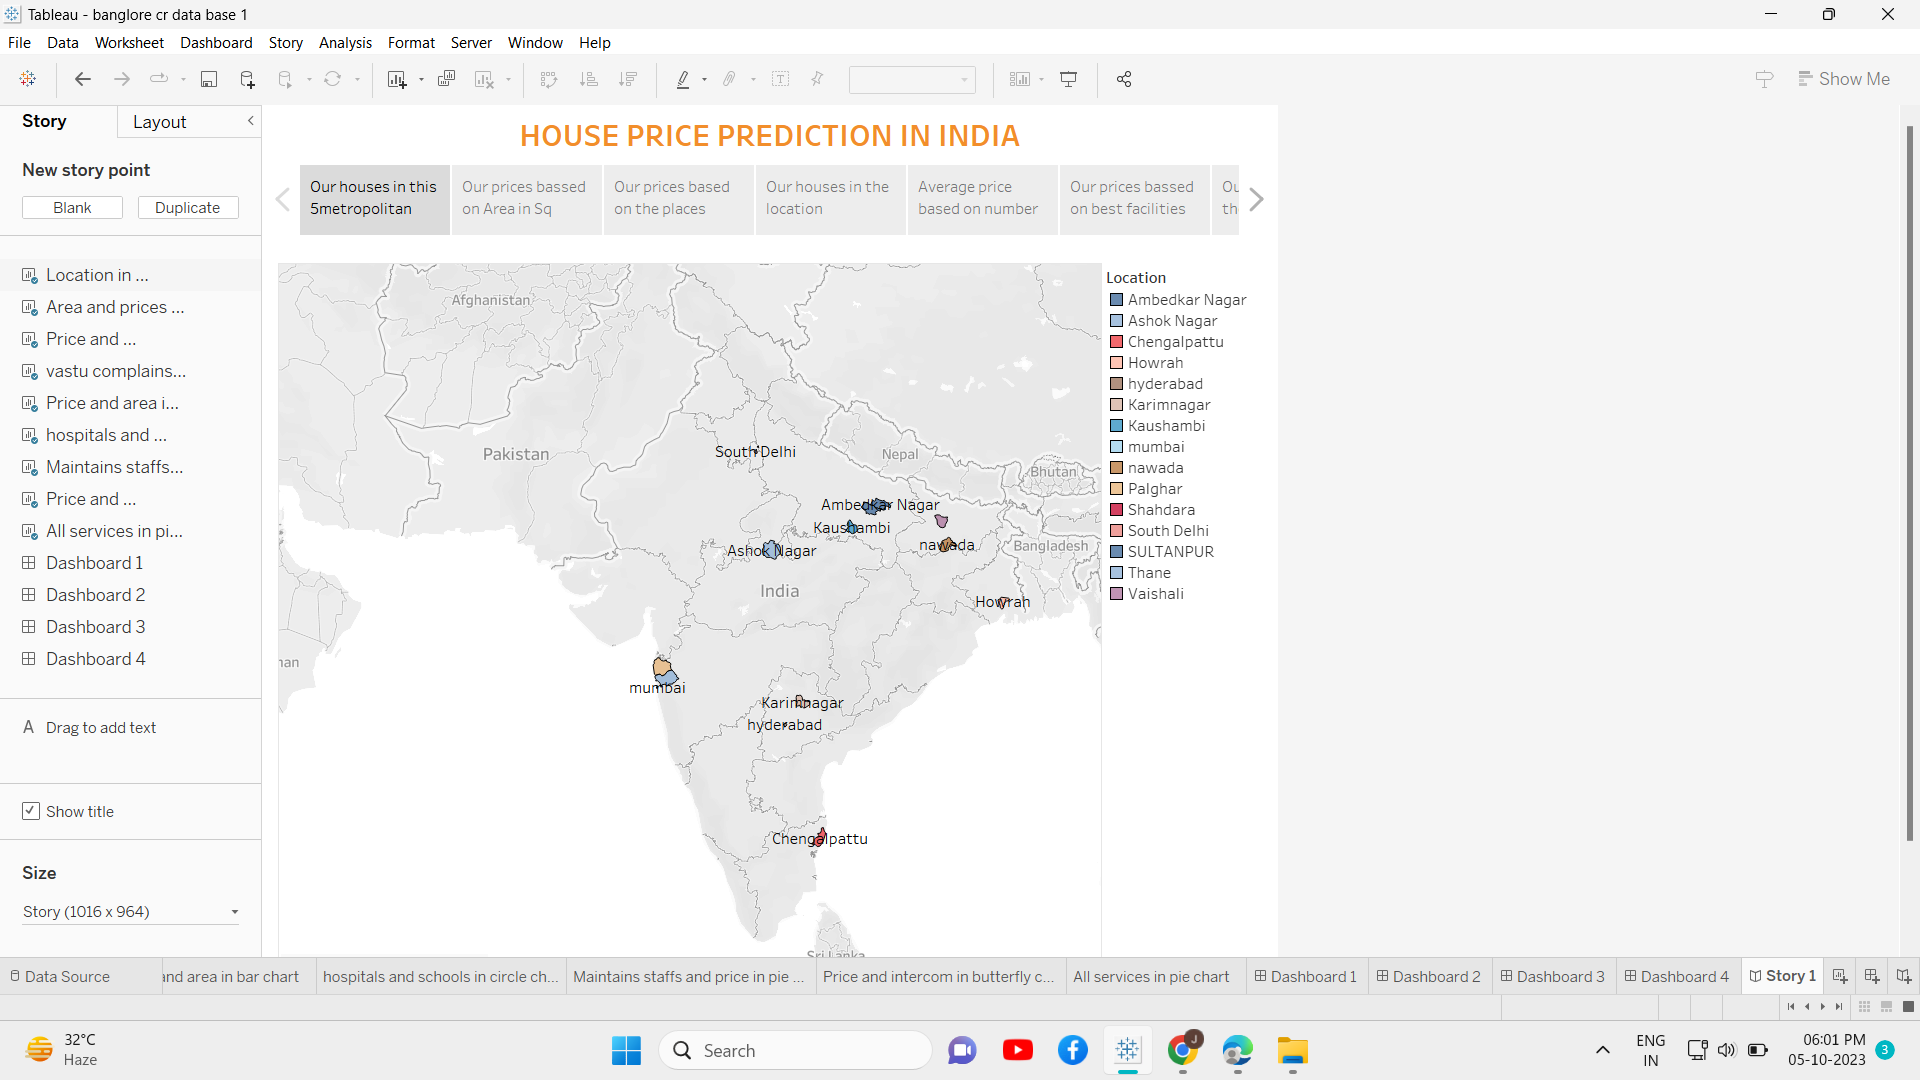 Tableau - banglore cr data base 1
File Data Worksheet Dashboard Story Analysis Format Server Window Help
Show Me
Story Layout
New story point
Blank Duplicate
Location in ...
Area and prices ...
Price and ...
vastu complains...
Price and area i...
hospitals and ...
Maintains staffs...
Price and ...
All services in pi...
Dashboard 1
Dashboard 2
Dashboard 3
Dashboard 4
A Drag to add text
Show title
Size
Story (1016 x 964)
HOUSE PRICE PREDICTION IN INDIA
Our houses in this
5metropolitan
Our prices bassed
on Area in Sq
Our prices based
on the places
Our houses in the
location
Average price
based on number
Our prices bassed
on best facilities
Ou
th
Afghanistan
Pakistan
South Delhi
Nepal
Bhutan
Ambedkar Nagar
Kaushambi
nawada
Ashok Nagar
Bangladesh
India
Howrah
nan
mumbai
Karimnagar
hyderabad
Chengalpattu
Sri Lanka
Location
Ambedkar Nagar
Ashok Nagar
Chengalpattu
Howrah
hyderabad
Karimnagar
Kaushambi
mumbai
nawada
Palghar
Shahdara
South Delhi
SULTANPUR
Thane
Vaishali
Data Source and area in bar chart hospitals and schools in circle ch... Maintains staffs and price in pie ... Price and intercom in butterfly c... All services in pie chart Dashboard 1 Dashboard 2 Dashboard 3 Dashboard 4 Story 1
32°C
Haze
Search
J
ENG
IN
06:01 PM
05-10-2023
3